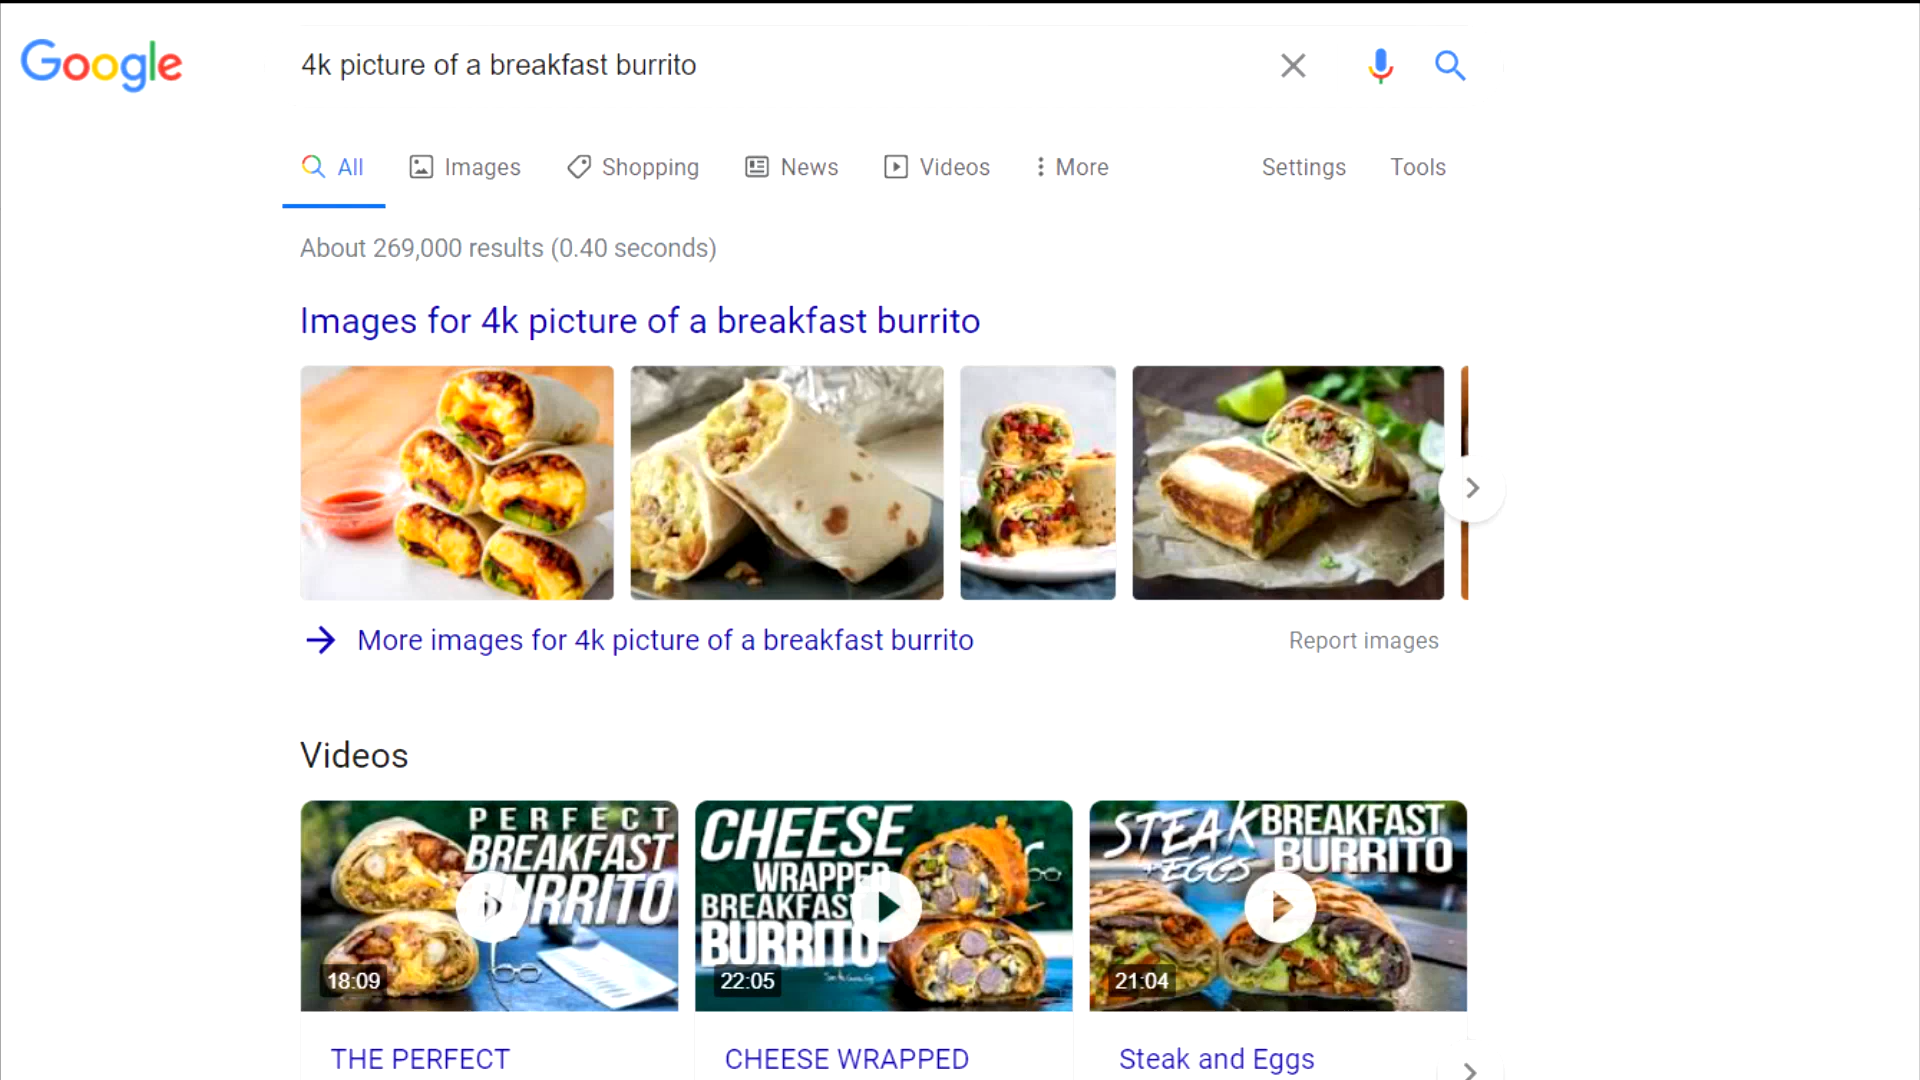 Google
4k picture of a breakfast burrito
All Images Shopping News Videos More Settings Tools
About 269,000 results (0.40 seconds)
Images for 4k picture of a breakfast burrito
More images for 4k picture of a breakfast burrito
Report images
Videos
PERFECT
BREAKFAST
18:09
CHEESE
WRAPPED
BREAKFAST
BURRITO
22:05
STEAK
+EGGS
BREAKFAST
BURRITO
21:04
THE PERFECT
CHEESE WRAPPED
Steak and Eggs